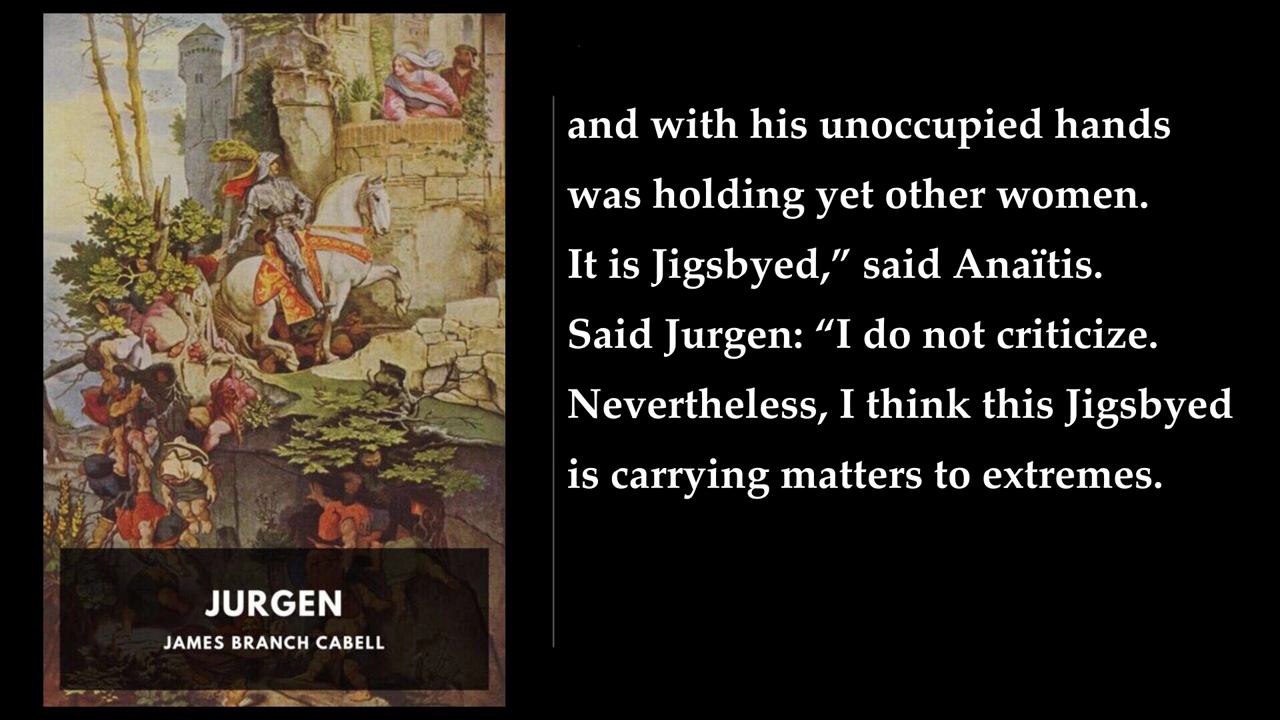 and with his unoccupied hands
was holding yet other women.
It is Jigsbyed,” said Anaïtis.
Said Jurgen: “I do not criticize.
Nevertheless, I think this Jigsbyed
is carrying matters to extremes.
JURGEN
JAMES BRANCH CABELL